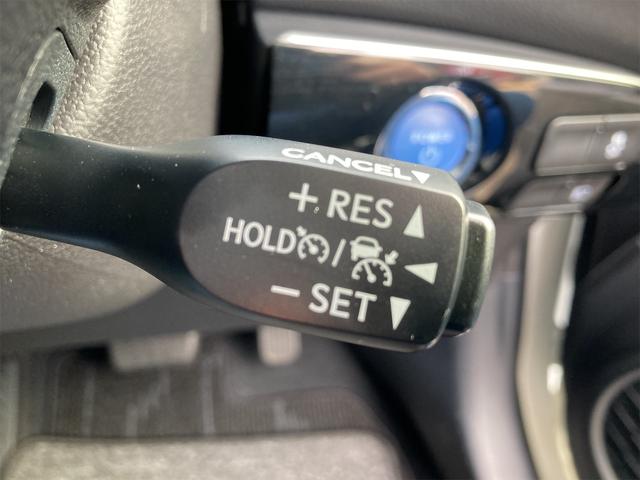 CANCEL▼
+ RES ▲
HOLD / ◀
− SET ▼